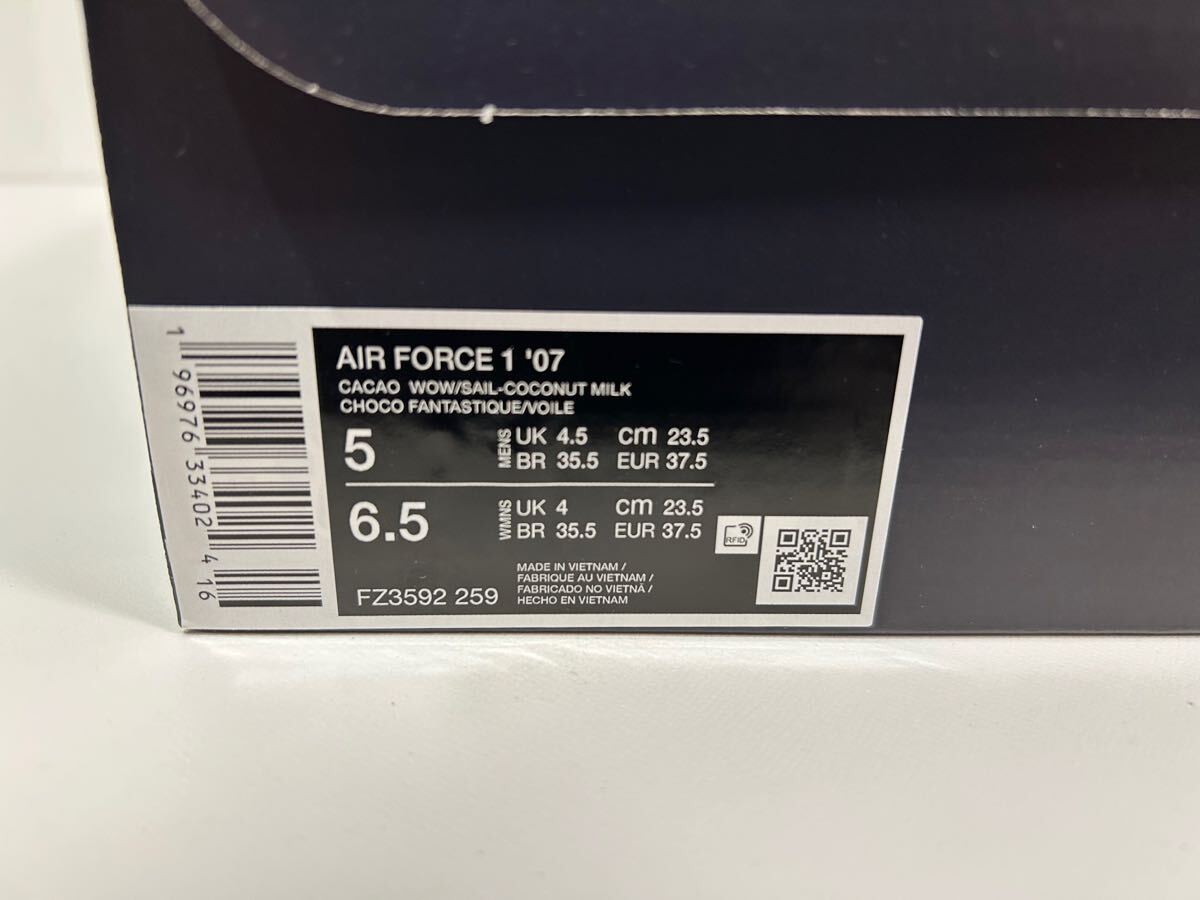 AIR FORCE 1 '07
CACAO WOW/SAIL-COCONUT MILK
CHOCO FANTASTIQUE/VOILE
5 MENS UK 4.5 cm 23.5
BR 35.5 EUR 37.5
6.5 WMNS UK 4 cm 23.5
BR 35.5 EUR 37.5
RFID
FZ3592 259
MADE IN VIETNAM /
FABRIQUE AU VIETNAM /
FABRICADO NO VIETNÃ /
HECHO EN VIETNAM
1 96976 33402 4 16